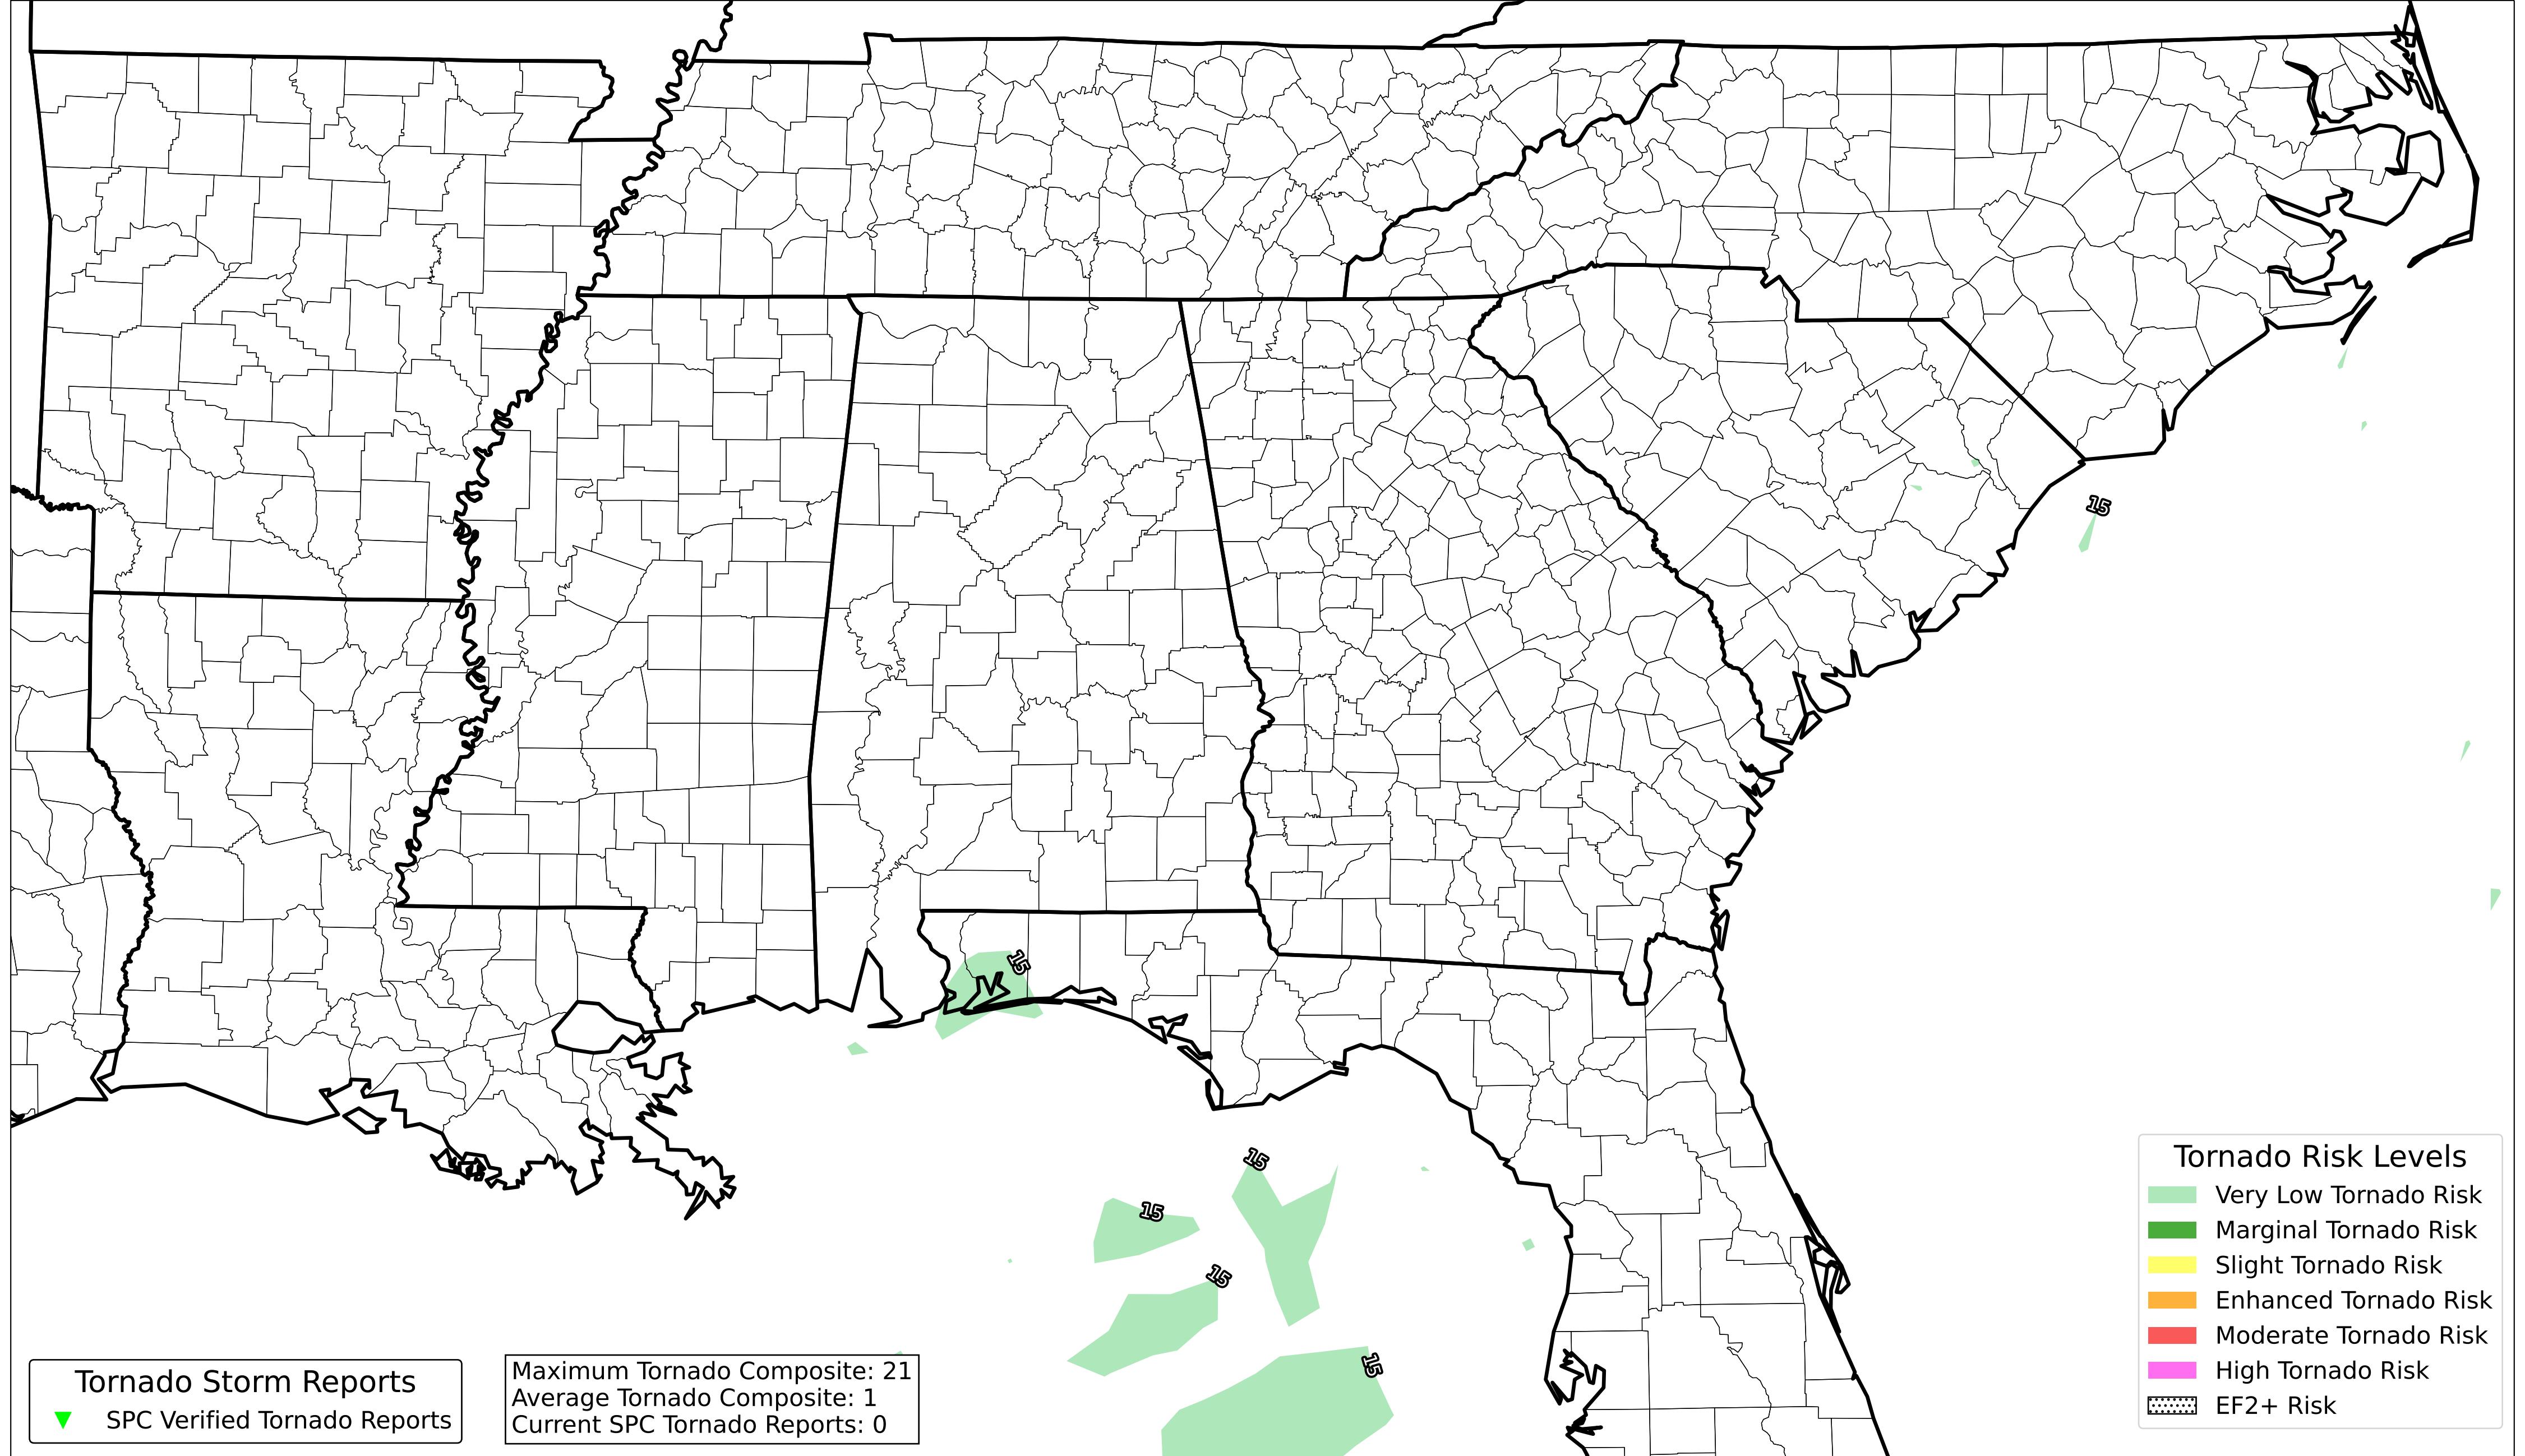 15
15
15
15
15
15
Tornado Risk Levels
Very Low Tornado Risk
Marginal Tornado Risk
Slight Tornado Risk
Enhanced Tornado Risk
Moderate Tornado Risk
High Tornado Risk
EF2+ Risk
Tornado Storm Reports
SPC Verified Tornado Reports
Maximum Tornado Composite: 21
Average Tornado Composite: 1
Current SPC Tornado Reports: 0